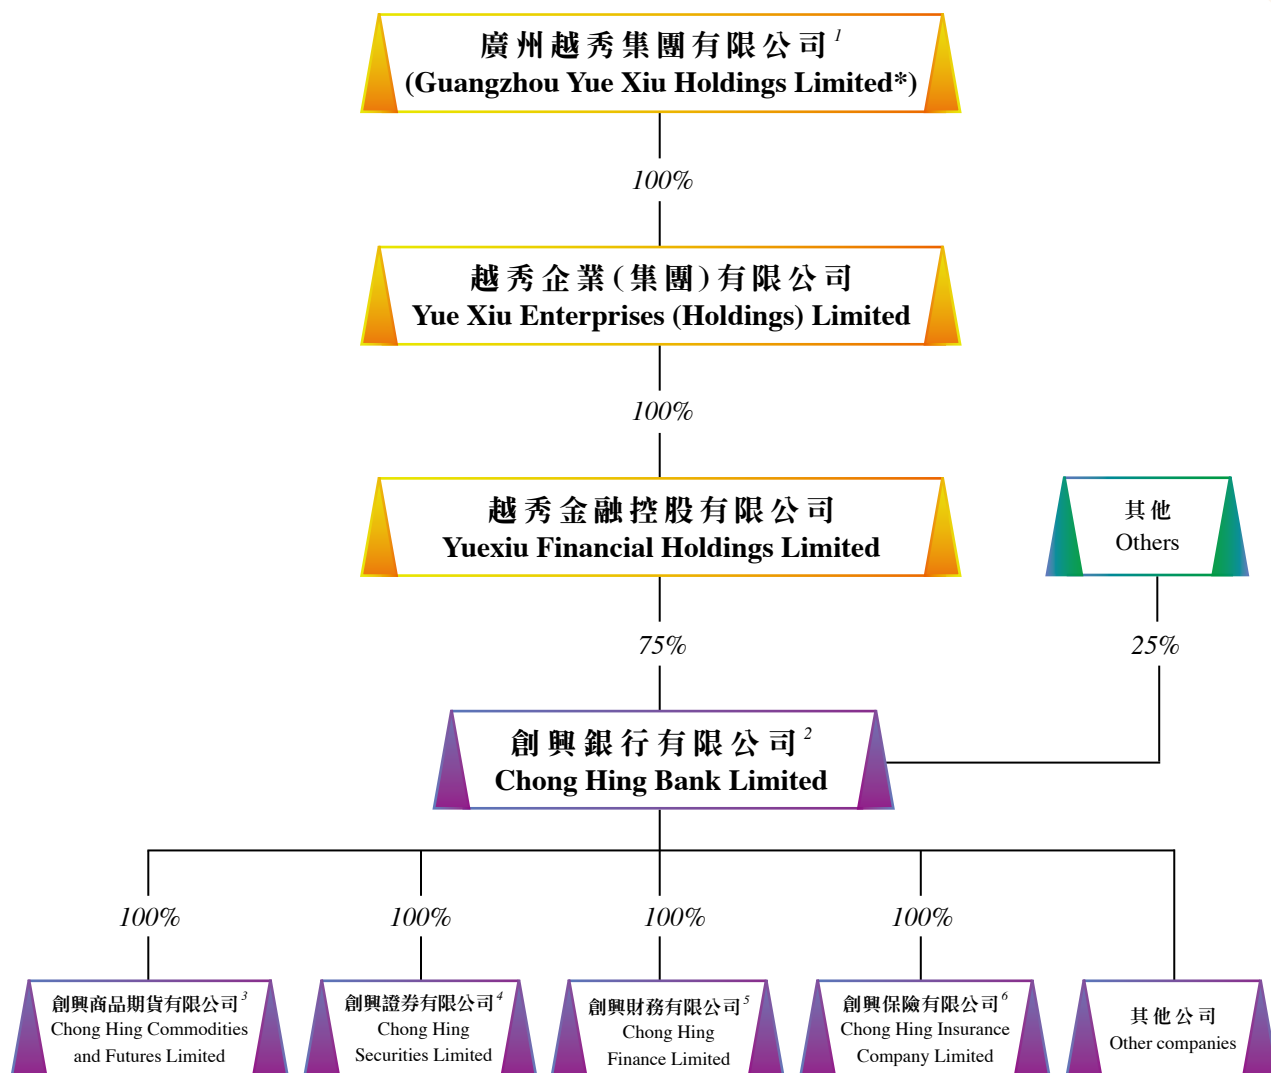 廣州越秀集團有限公司1
(Guangzhou Yue Xiu Holdings Limited*)
100%
越秀企業(集團)有限公司
Yue Xiu Enterprises (Holdings) Limited
100%
越秀金融控股有限公司
Yuexiu Financial Holdings Limited
其他
Others
75%
25%
創興銀行有限公司2
Chong Hing Bank Limited
100%
100%
100%
100%
創興商品期貨有限公司3
Chong Hing Commodities
and Futures Limited
創興證券有限公司4
Chong Hing
Securities Limited
創興財務有限公司5
Chong Hing
Finance Limited
創興保險有限公司6
Chong Hing Insurance
Company Limited
其他公司
Other companies